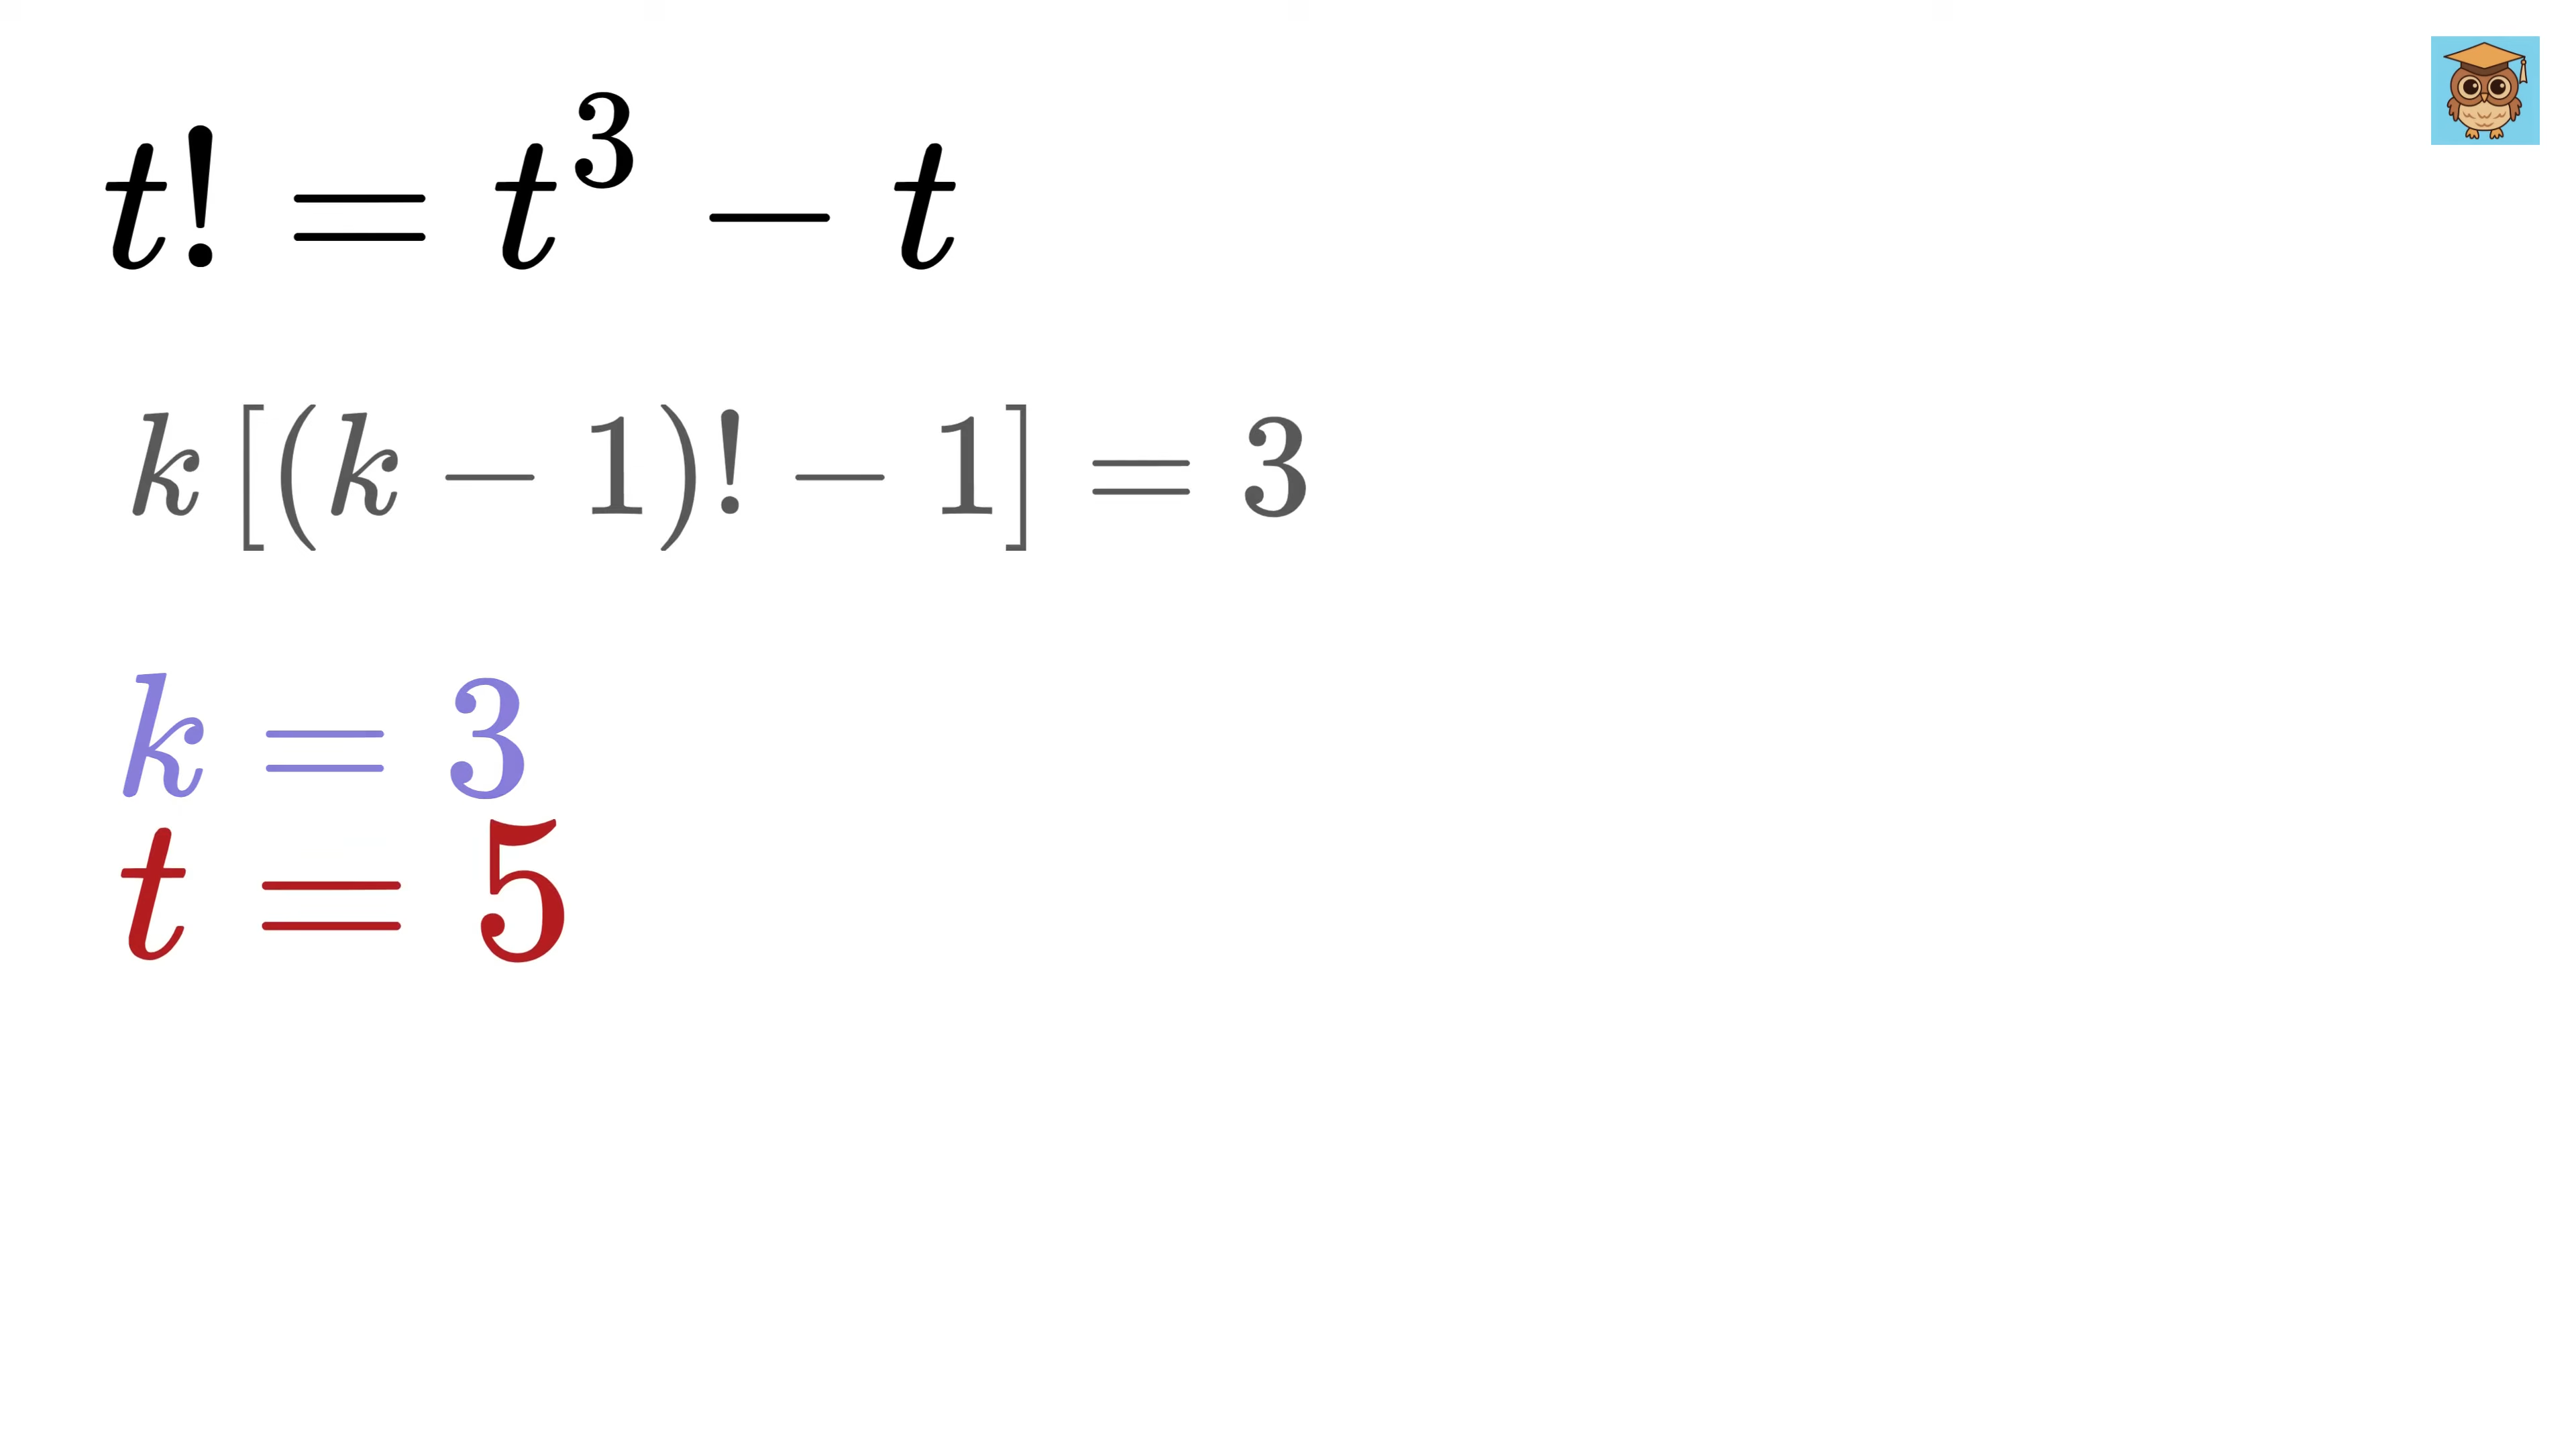 t! = t³ − t
k [(k − 1)! − 1] = 3
k = 3
t = 5